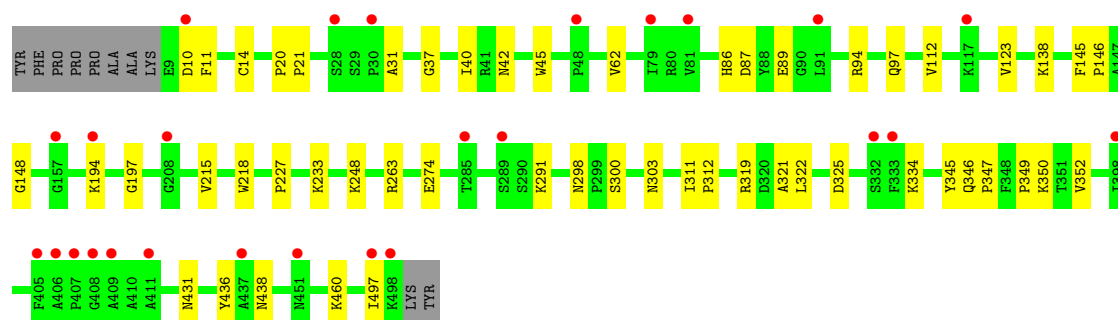 TYR PHE PRO PRO PRO ALA ALA LYS E9 D10 F11 C14 P20 P21 S28 S29 P30 A31 G37 I40 R41 N42 W45 P48 V62 I79 R80 V81 H86 D87 Y88 E89 G90 L91 R94 Q97 V112 K117 V123 K138 F145 P146 A147
G148 G157 K194 G197 G208 V215 W218 P227 K233 K248 R263 E274 T285 S289 S290 K291 N298 P299 S300 N303 I311 P312 R319 D320 A321 L322 D325 S332 F333 K334 Y345 Q346 P347 F348 P349 K350 T351 V352 I398
F405 A406 P407 G408 A409 A410 A411 N431 Y436 A437 N438 N451 K460 I497 K498 LYS TYR